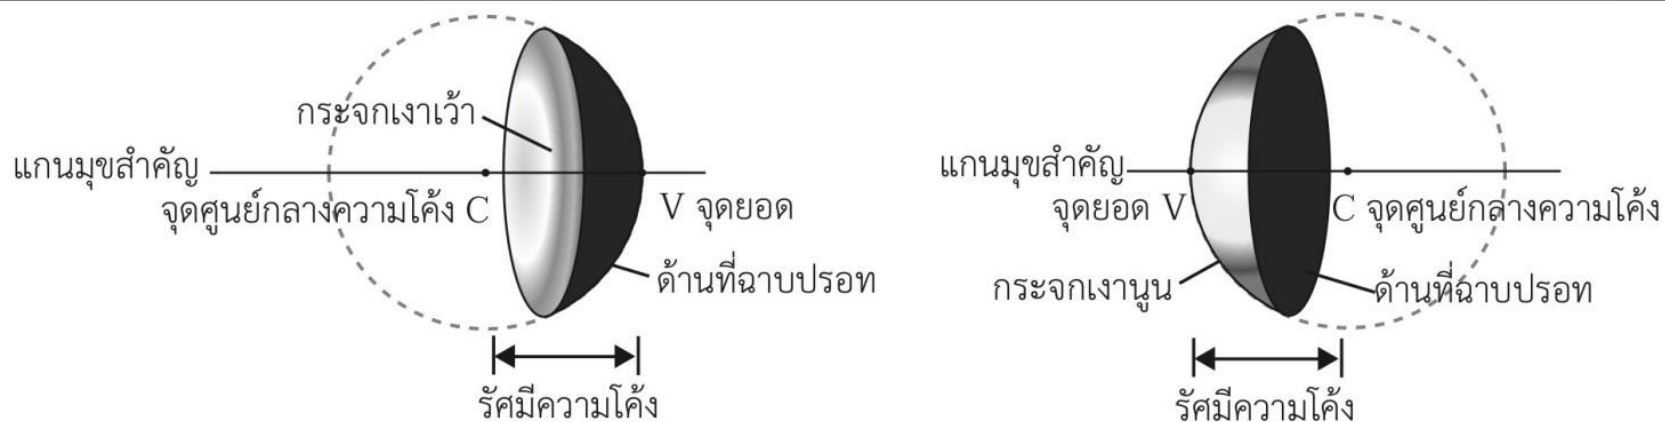 กระจกเงาเว้า
แกนมุขสำคัญ
จุดศูนย์กลางความโค้ง C
V จุดยอด
ด้านที่ฉาบปรอท
รัศมีความโค้ง
แกนมุขสำคัญ
จุดยอด V
C จุดศูนย์กลางความโค้ง
กระจกเงานูน
ด้านที่ฉาบปรอท
รัศมีความโค้ง